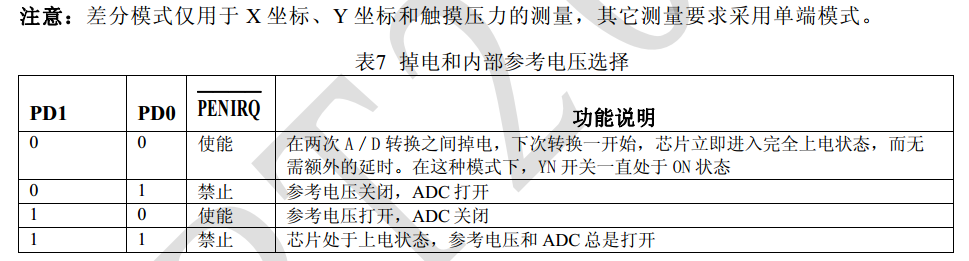 注意：差分模式仅用于 X 坐标、Y 坐标和触摸压力的测量，其它测量要求采用单端模式。
表7 掉电和内部参考电压选择
PD1 PD0 PENIRQ 功能说明
0 0 使能 在两次 A／D 转换之间掉电，下次转换一开始，芯片立即进入完全上电状态，而无
需额外的延时。在这种模式下，YN 开关一直处于 ON 状态
0 1 禁止 参考电压关闭，ADC 打开
1 0 使能 参考电压打开，ADC 关闭
1 1 禁止 芯片处于上电状态，参考电压和 ADC 总是打开